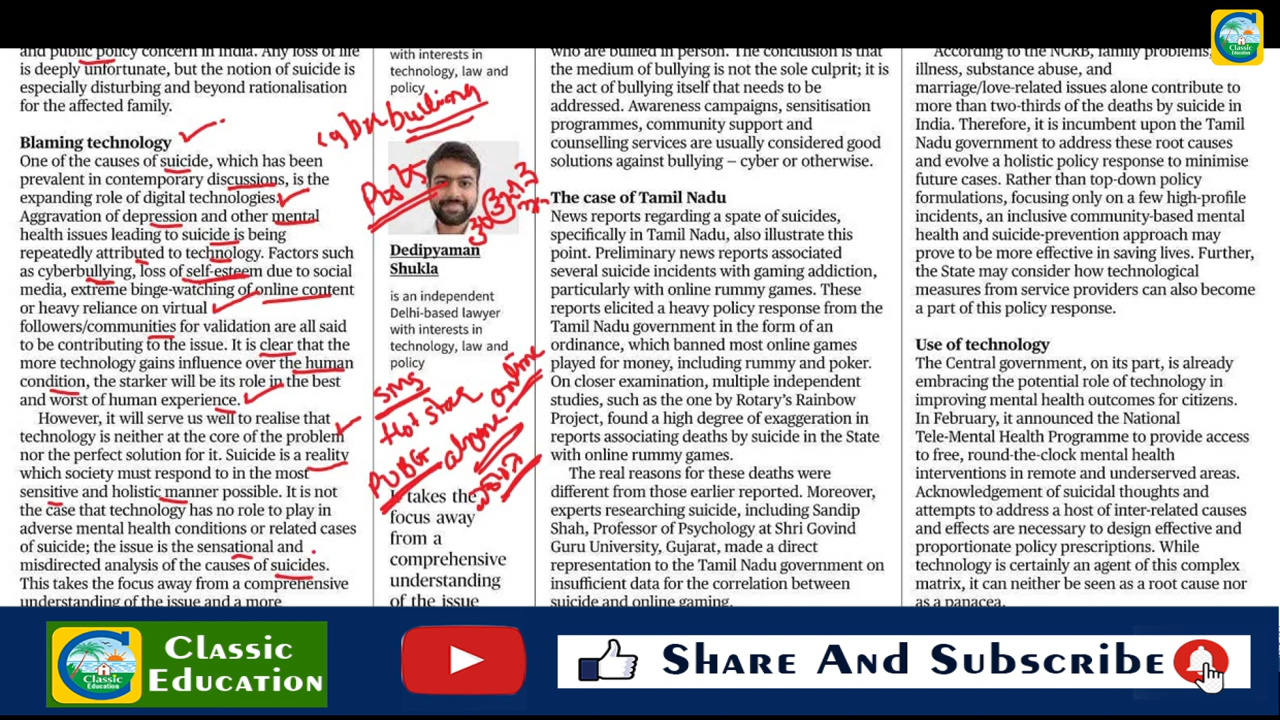 Classic
Education
and public policy concern in India. Any loss of life
is deeply unfortunate, but the notion of suicide is
especially disturbing and beyond rationalisation
for the affected family.
Blaming technology
One of the causes of suicide, which has been
prevalent in contemporary discussions, is the
expanding role of digital technologies.
Aggravation of depression and other mental
health issues leading to suicide is being
repeatedly attributed to technology. Factors such
as cyberbullying, loss of self-esteem due to social
media, extreme binge-watching of online content
or heavy reliance on virtual
followers/communities for validation are all said
to be contributing to the issue. It is clear that the
more technology gains influence over the human
condition, the starker will be its role in the best
and worst of human experience.
However, it will serve us well to realise that
technology is neither at the core of the problem
nor the perfect solution for it. Suicide is a reality
which society must respond to in the most
sensitive and holistic manner possible. It is not
the case that technology has no role to play in
adverse mental health conditions or related cases
of suicide; the issue is the sensational and
misdirected analysis of the causes of suicides.
This takes the focus away from a comprehensive
understanding of the issue and a more
with interests in
technology, law and
policy
cyber bulling
Posts
Dedipyaman
Shukla
is an independent
Delhi-based lawyer
with interests in
technology, law and
policy
SMS
Hot star
PUBG
online
It takes the
focus away
from a
comprehensive
understanding
of the issue
who are bullied in person. The conclusion is that
the medium of bullying is not the sole culprit; it is
the act of bullying itself that needs to be
addressed. Awareness campaigns, sensitisation
programmes, community support and
counselling services are usually considered good
solutions against bullying – cyber or otherwise.
The case of Tamil Nadu
News reports regarding a spate of suicides,
specifically in Tamil Nadu, also illustrate this
point. Preliminary news reports associated
several suicide incidents with gaming addiction,
particularly with online rummy games. These
reports elicited a heavy policy response from the
Tamil Nadu government in the form of an
ordinance, which banned most online games
played for money, including rummy and poker.
On closer examination, multiple independent
studies, such as the one by Rotary's Rainbow
Project, found a high degree of exaggeration in
reports associating deaths by suicide in the State
with online rummy games.
The real reasons for these deaths were
different from those earlier reported. Moreover,
experts researching suicide, including Sandip
Shah, Professor of Psychology at Shri Govind
Guru University, Gujarat, made a direct
representation to the Tamil Nadu government on
insufficient data for the correlation between
suicide and online gaming.
According to the NCRB, family problems,
illness, substance abuse, and
marriage/love-related issues alone contribute to
more than two-thirds of the deaths by suicide in
India. Therefore, it is incumbent upon the Tamil
Nadu government to address these root causes
and evolve a holistic policy response to minimise
future cases. Rather than top-down policy
formulations, focusing only on a few high-profile
incidents, an inclusive community-based mental
health and suicide-prevention approach may
prove to be more effective in saving lives. Further,
the State may consider how technological
measures from service providers can also become
a part of this policy response.
Use of technology
The Central government, on its part, is already
embracing the potential role of technology in
improving mental health outcomes for citizens.
In February, it announced the National
Tele-Mental Health Programme to provide access
to free, round-the-clock mental health
interventions in remote and underserved areas.
Acknowledgement of suicidal thoughts and
attempts to address a host of inter-related causes
and effects are necessary to design effective and
proportionate policy prescriptions. While
technology is certainly an agent of this complex
matrix, it can neither be seen as a root cause nor
as a panacea.
Classic
Education
Classic
Education
Share And Subscribe